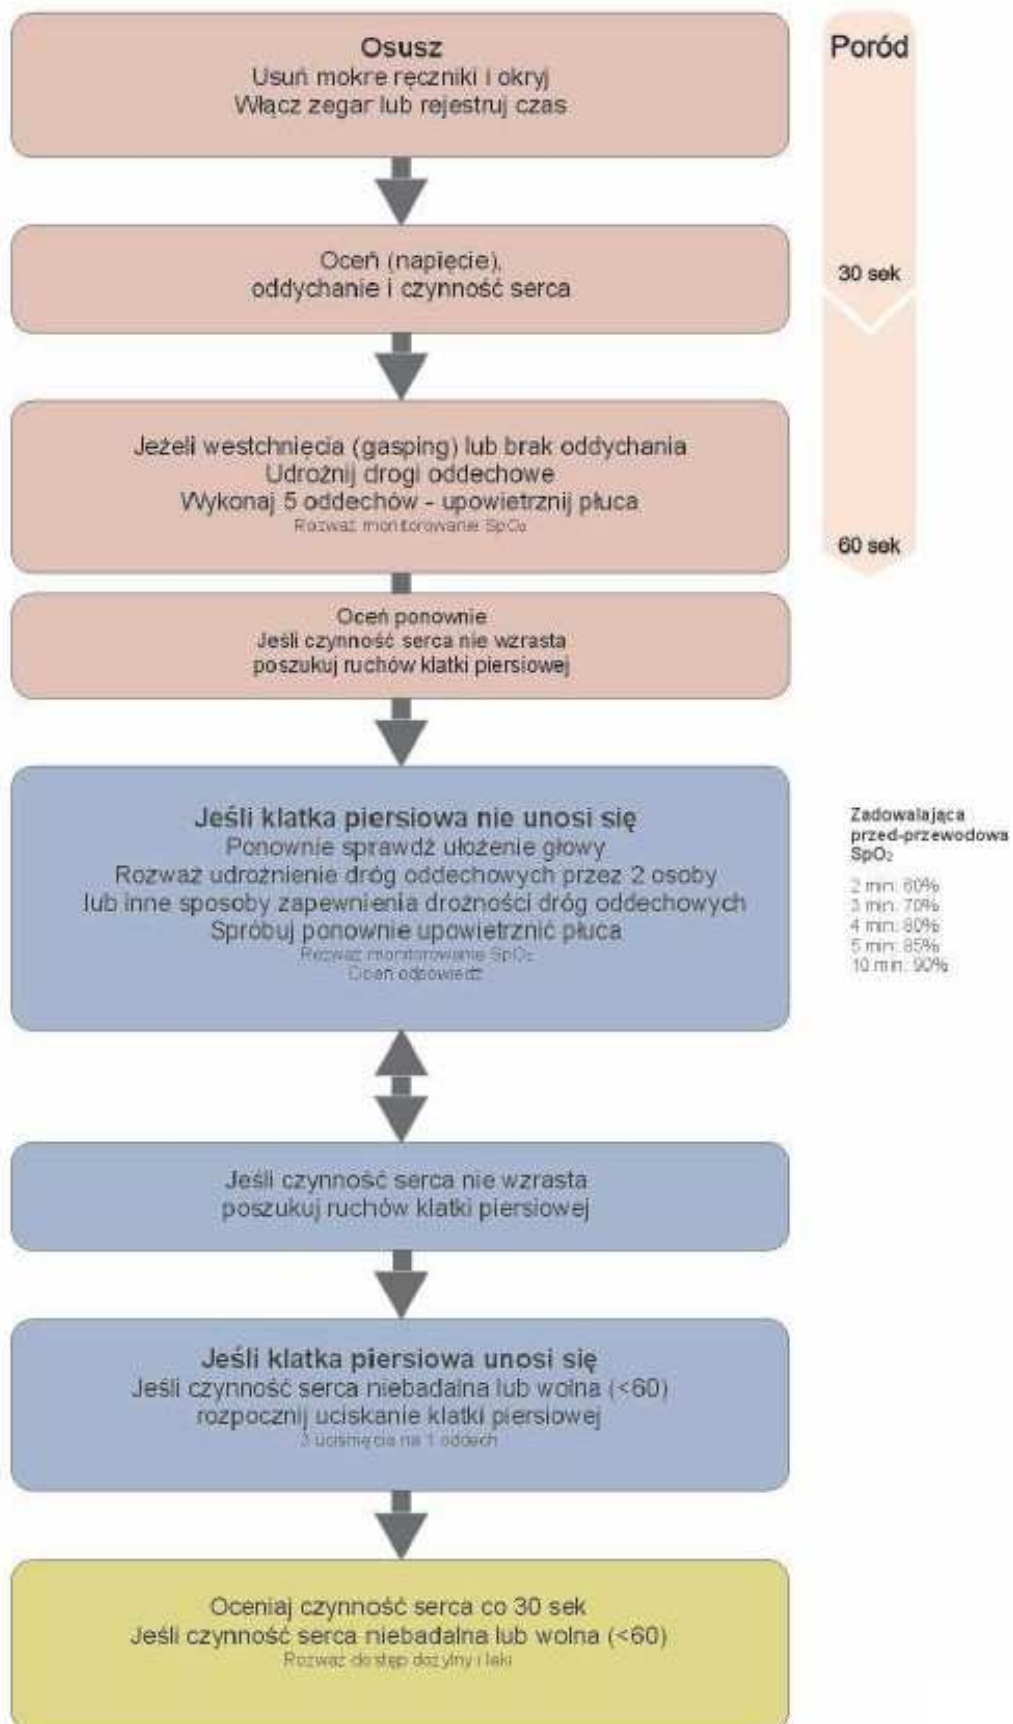 Osusz
Usuń mokre ręczniki i okryj
Włącz zegar lub rejestruj czas
Poród
Oceń (napięcie),
oddychanie i czynność serca
30 sek
Jeżeli westchnięcia (gasping) lub brak oddychania
Udrożnij drogi oddechowe
Wykonaj 5 oddechów - upowietrznij płuca
Rozważ monitorowanie SpO₂
60 sek
Oceń ponownie
Jeśli czynność serca nie wzrasta
poszukuj ruchów klatki piersiowej
Jeśli klatka piersiowa nie unosi się
Ponownie sprawdź ułożenie głowy
Rozważ udrożnienie dróg oddechowych przez 2 osoby
lub inne sposoby zapewnienia drożności dróg oddechowych
Spróbuj ponownie upowietrznić płuca
Rozważ monitorowanie SpO₂
Oceń odpowiedź
Zadowalająca
przed-przewodowa
SpO₂
2 min: 60%
3 min: 70%
4 min: 80%
5 min: 85%
10 min: 90%
Jeśli czynność serca nie wzrasta
poszukuj ruchów klatki piersiowej
Jeśli klatka piersiowa unosi się
Jeśli czynność serca niebadalna lub wolna (<60)
rozpocznij uciskanie klatki piersiowej
3 uciśnięcia na 1 oddech
Oceniaj czynność serca co 30 sek
Jeśli czynność serca niebadalna lub wolna (<60)
Rozważ dostęp dożylny i leki